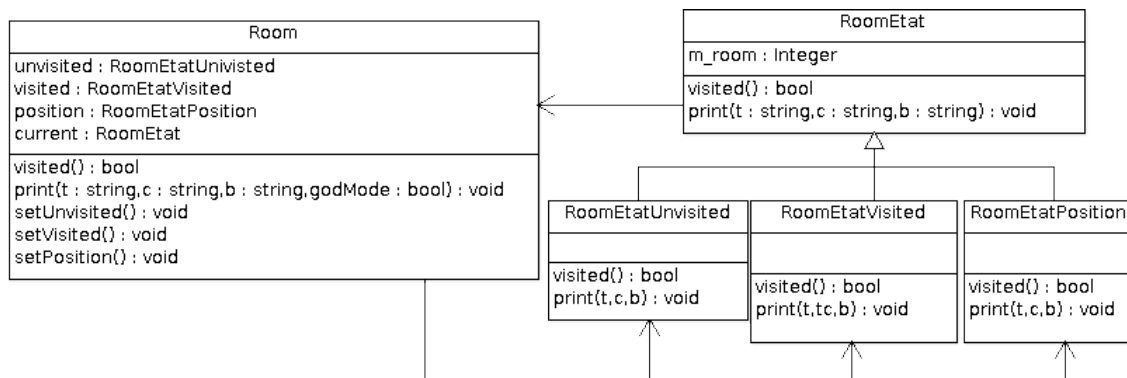 Room
unvisited : RoomEtatUnivisted
visited : RoomEtatVisited
position : RoomEtatPosition
current : RoomEtat
visited() : bool
print(t : string,c : string,b : string,godMode : bool) : void
setUnvisited() : void
setVisited() : void
setPosition() : void
RoomEtat
m_room : Integer
visited() : bool
print(t : string,c : string,b : string) : void
RoomEtatUnvisited
visited() : bool
print(t,c,b) : void
RoomEtatVisited
visited() : bool
print(t,tc,b) : void
RoomEtatPosition
visited() : bool
print(t,c,b) : void